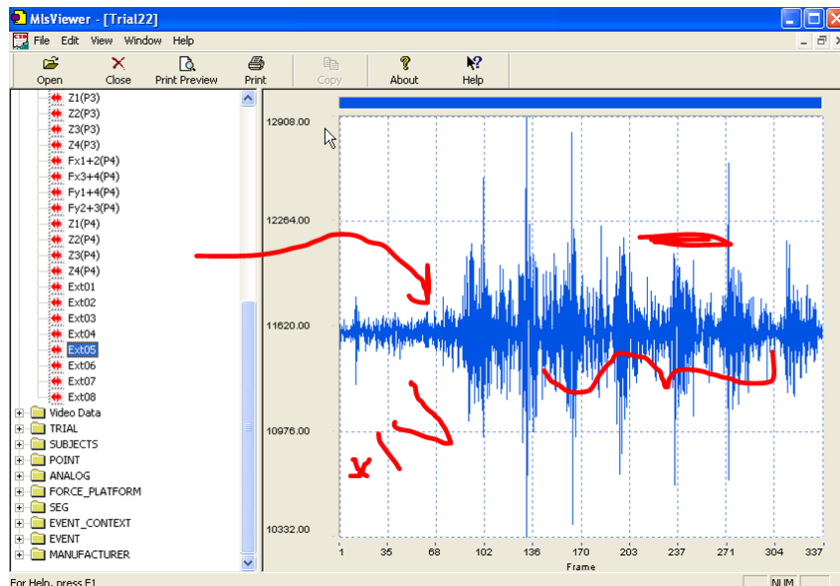 MlsViewer - [Trial22]
File Edit View Window Help
Open Close Print Preview Print Copy About Help
Z1(P3)
Z2(P3)
Z3(P3)
Z4(P3)
Fx1+2(P4)
Fx3+4(P4)
Fy1+4(P4)
Fy2+3(P4)
Z1(P4)
Z2(P4)
Z3(P4)
Z4(P4)
Ext01
Ext02
Ext03
Ext04
Ext05
Ext06
Ext07
Ext08
Video Data
TRIAL
SUBJECTS
POINT
ANALOG
FORCE_PLATFORM
SEG
EVENT_CONTEXT
EVENT
MANUFACTURER
12908.00
12264.00
11620.00
10976.00
10332.00
1 35 68 102 136 170 203 237 271 304 337
Frame
For Help, press F1
NUM